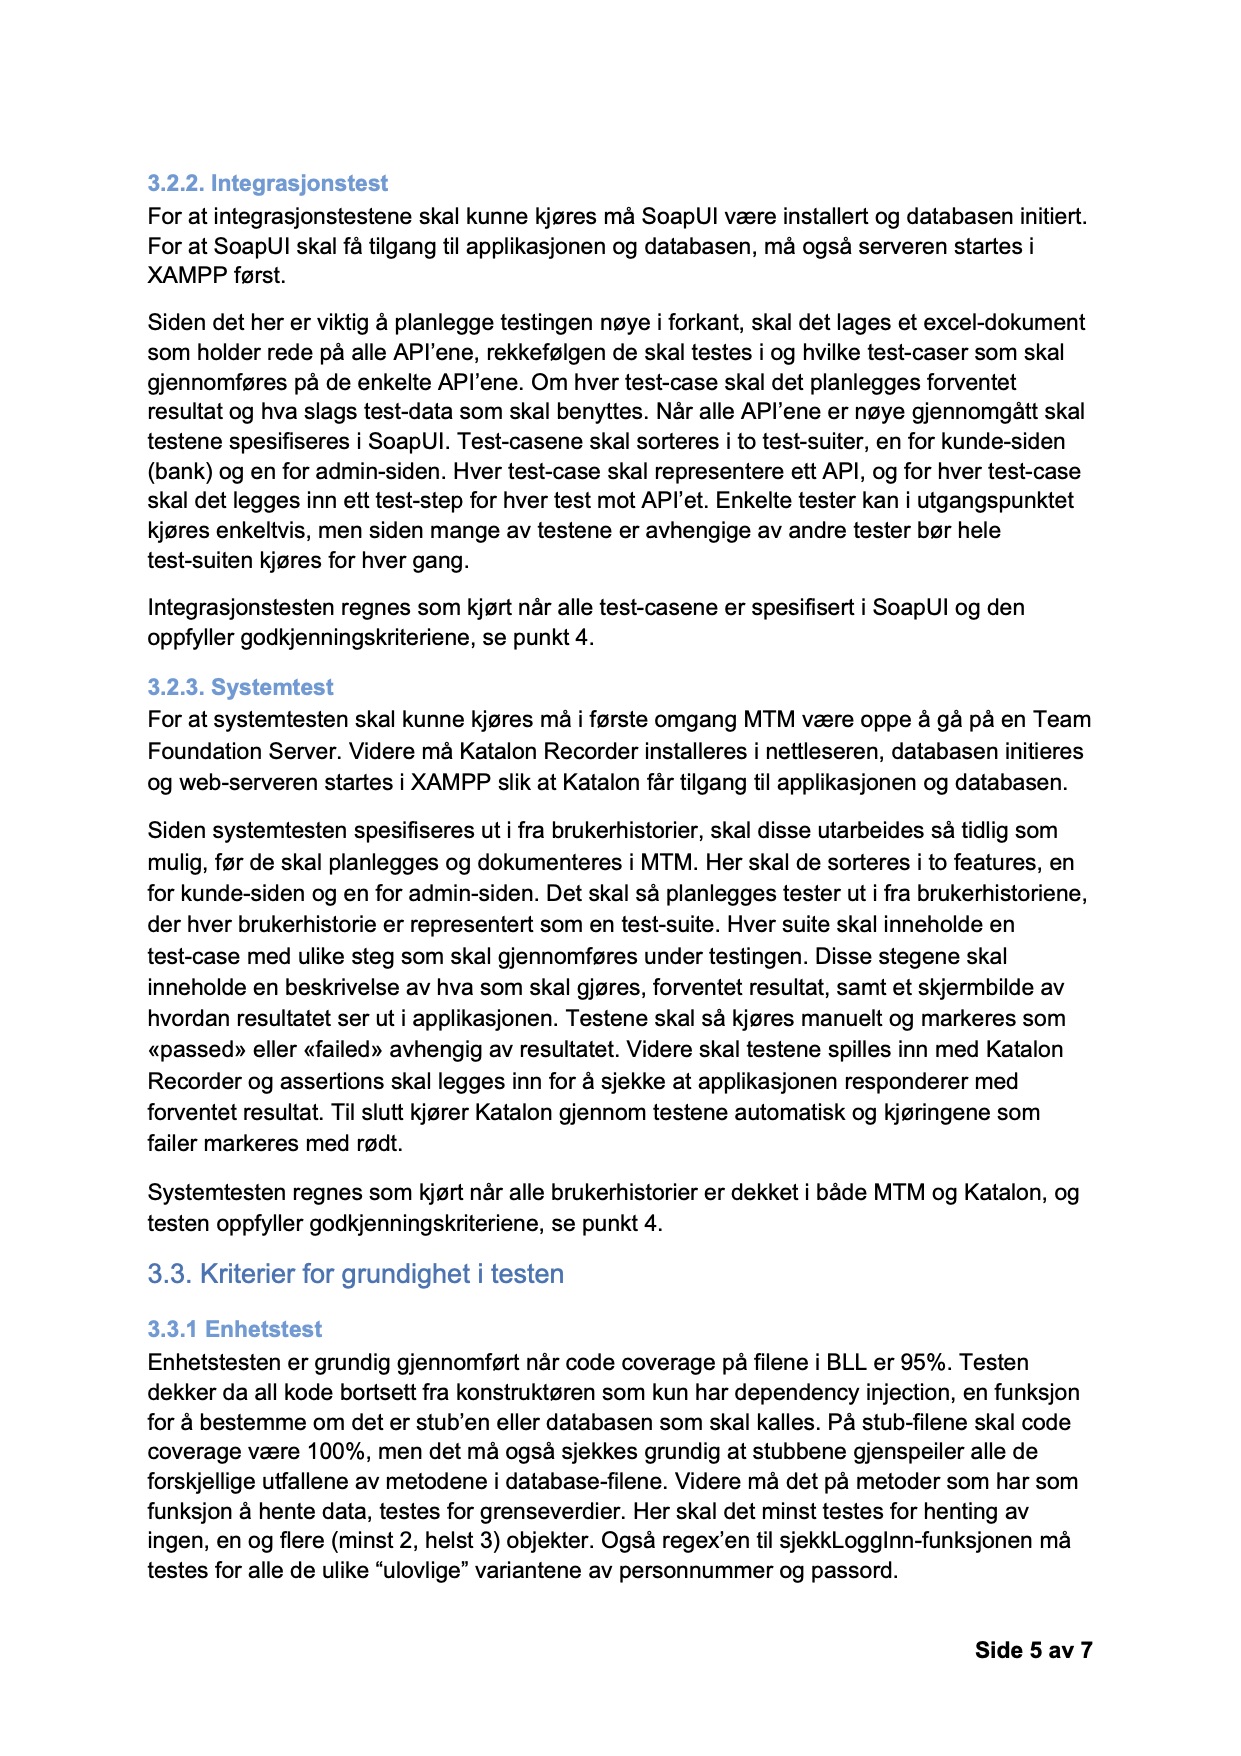 3.2.2. Integrasjonstest
For at integrasjonstestene skal kunne kjøres må SoapUI være installert og databasen initiert.
For at SoapUI skal få tilgang til applikasjonen og databasen, må også serveren startes i
XAMPP først.
Siden det her er viktig å planlegge testingen nøye i forkant, skal det lages et excel-dokument
som holder rede på alle API’ene, rekkefølgen de skal testes i og hvilke test-caser som skal
gjennomføres på de enkelte API’ene. Om hver test-case skal det planlegges forventet
resultat og hva slags test-data som skal benyttes. Når alle API’ene er nøye gjennomgått skal
testene spesifiseres i SoapUI. Test-casene skal sorteres i to test-suiter, en for kunde-siden
(bank) og en for admin-siden. Hver test-case skal representere ett API, og for hver test-case
skal det legges inn ett test-step for hver test mot API’et. Enkelte tester kan i utgangspunktet
kjøres enkeltvis, men siden mange av testene er avhengige av andre tester bør hele
test-suiten kjøres for hver gang.
Integrasjonstesten regnes som kjørt når alle test-casene er spesifisert i SoapUI og den
oppfyller godkjenningskriteriene, se punkt 4.
3.2.3. Systemtest
For at systemtesten skal kunne kjøres må i første omgang MTM være oppe å gå på en Team
Foundation Server. Videre må Katalon Recorder installeres i nettleseren, databasen initieres
og web-serveren startes i XAMPP slik at Katalon får tilgang til applikasjonen og databasen.
Siden systemtesten spesifiseres ut i fra brukerhistorier, skal disse utarbeides så tidlig som
mulig, før de skal planlegges og dokumenteres i MTM. Her skal de sorteres i to features, en
for kunde-siden og en for admin-siden. Det skal så planlegges tester ut i fra brukerhistoriene,
der hver brukerhistorie er representert som en test-suite. Hver suite skal inneholde en
test-case med ulike steg som skal gjennomføres under testingen. Disse stegene skal
inneholde en beskrivelse av hva som skal gjøres, forventet resultat, samt et skjermbilde av
hvordan resultatet ser ut i applikasjonen. Testene skal så kjøres manuelt og markeres som
«passed» eller «failed» avhengig av resultatet. Videre skal testene spilles inn med Katalon
Recorder og assertions skal legges inn for å sjekke at applikasjonen responderer med
forventet resultat. Til slutt kjører Katalon gjennom testene automatisk og kjøringene som
failer markeres med rødt.
Systemtesten regnes som kjørt når alle brukerhistorier er dekket i både MTM og Katalon, og
testen oppfyller godkjenningskriteriene, se punkt 4.
3.3. Kriterier for grundighet i testen
3.3.1 Enhetstest
Enhetstesten er grundig gjennomført når code coverage på filene i BLL er 95%. Testen
dekker da all kode bortsett fra konstruktøren som kun har dependency injection, en funksjon
for å bestemme om det er stub’en eller databasen som skal kalles. På stub-filene skal code
coverage være 100%, men det må også sjekkes grundig at stubbene gjenspeiler alle de
forskjellige utfallene av metodene i database-filene. Videre må det på metoder som har som
funksjon å hente data, testes for grenseverdier. Her skal det minst testes for henting av
ingen, en og flere (minst 2, helst 3) objekter. Også regex’en til sjekkLoggInn-funksjonen må
testes for alle de ulike “ulovlige” variantene av personnummer og passord.
Side 5 av 7